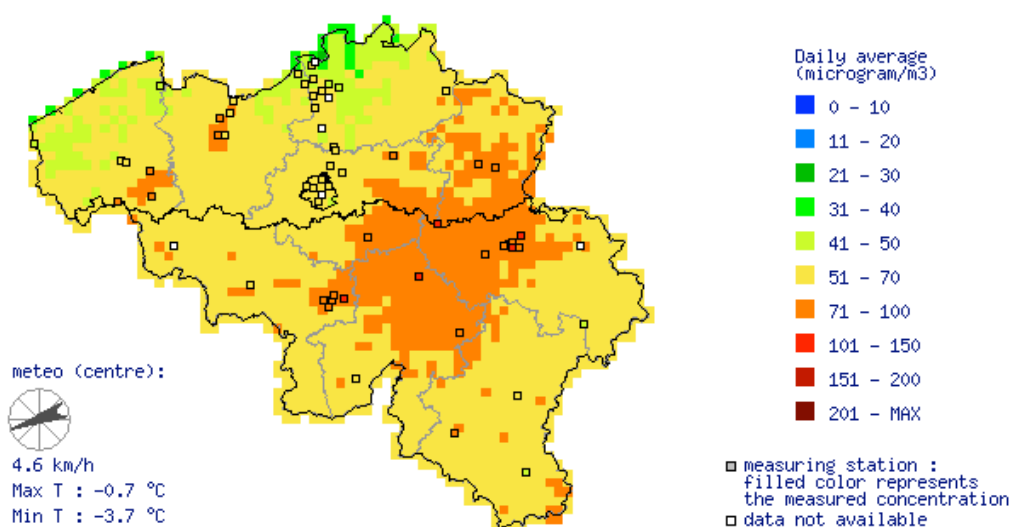 Daily average
(microgram/m3)
0 - 10
11 - 20
21 - 30
31 - 40
41 - 50
51 - 70
71 - 100
101 - 150
151 - 200
201 - MAX
meteo (centre):
4.6 km/h
Max T : -0.7 °C
Min T : -3.7 °C
measuring station :
filled color represents
the measured concentration
data not available